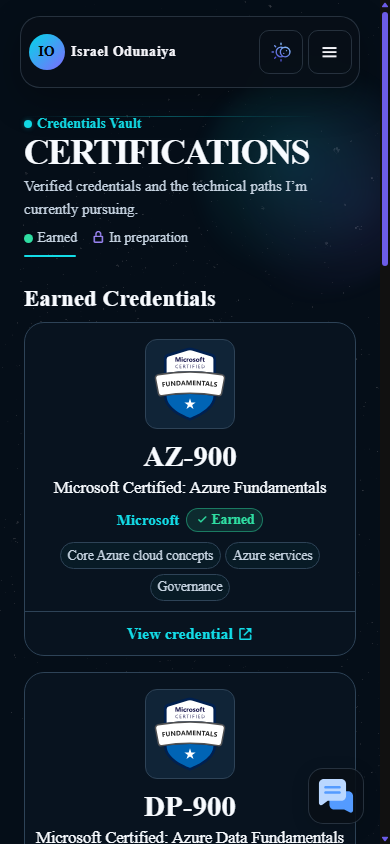 IO Israel Odunaiya
Credentials Vault
CERTIFICATIONS
Verified credentials and the technical paths I'm
currently pursuing.
Earned In preparation
Earned Credentials
Microsoft
CERTIFIED
FUNDAMENTALS
AZ-900
Microsoft Certified: Azure Fundamentals
Microsoft Earned
Core Azure cloud concepts Azure services
Governance
View credential
Microsoft
CERTIFIED
FUNDAMENTALS
DP-900
Microsoft Certified: Azure Data Fundamentals